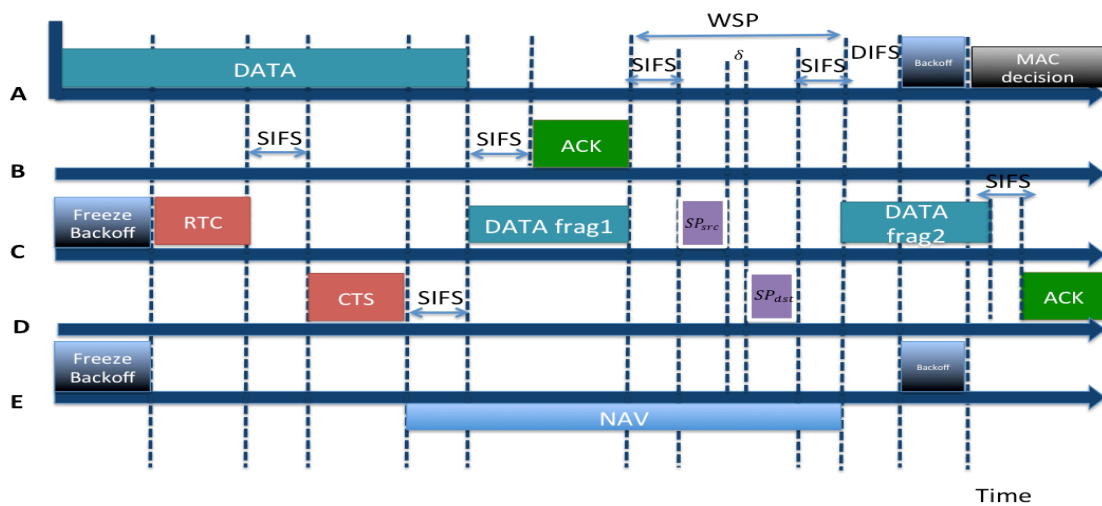 WSP
SIFS
δ
SIFS
DIFS
Backoff
MAC
decision
DATA
A
SIFS
SIFS
ACK
B
SIFS
Freeze
Backoff
RTC
DATA frag1
SP_src
DATA
frag2
C
CTS
SIFS
SP_dst
ACK
D
Freeze
Backoff
Backoff
E
NAV
Time